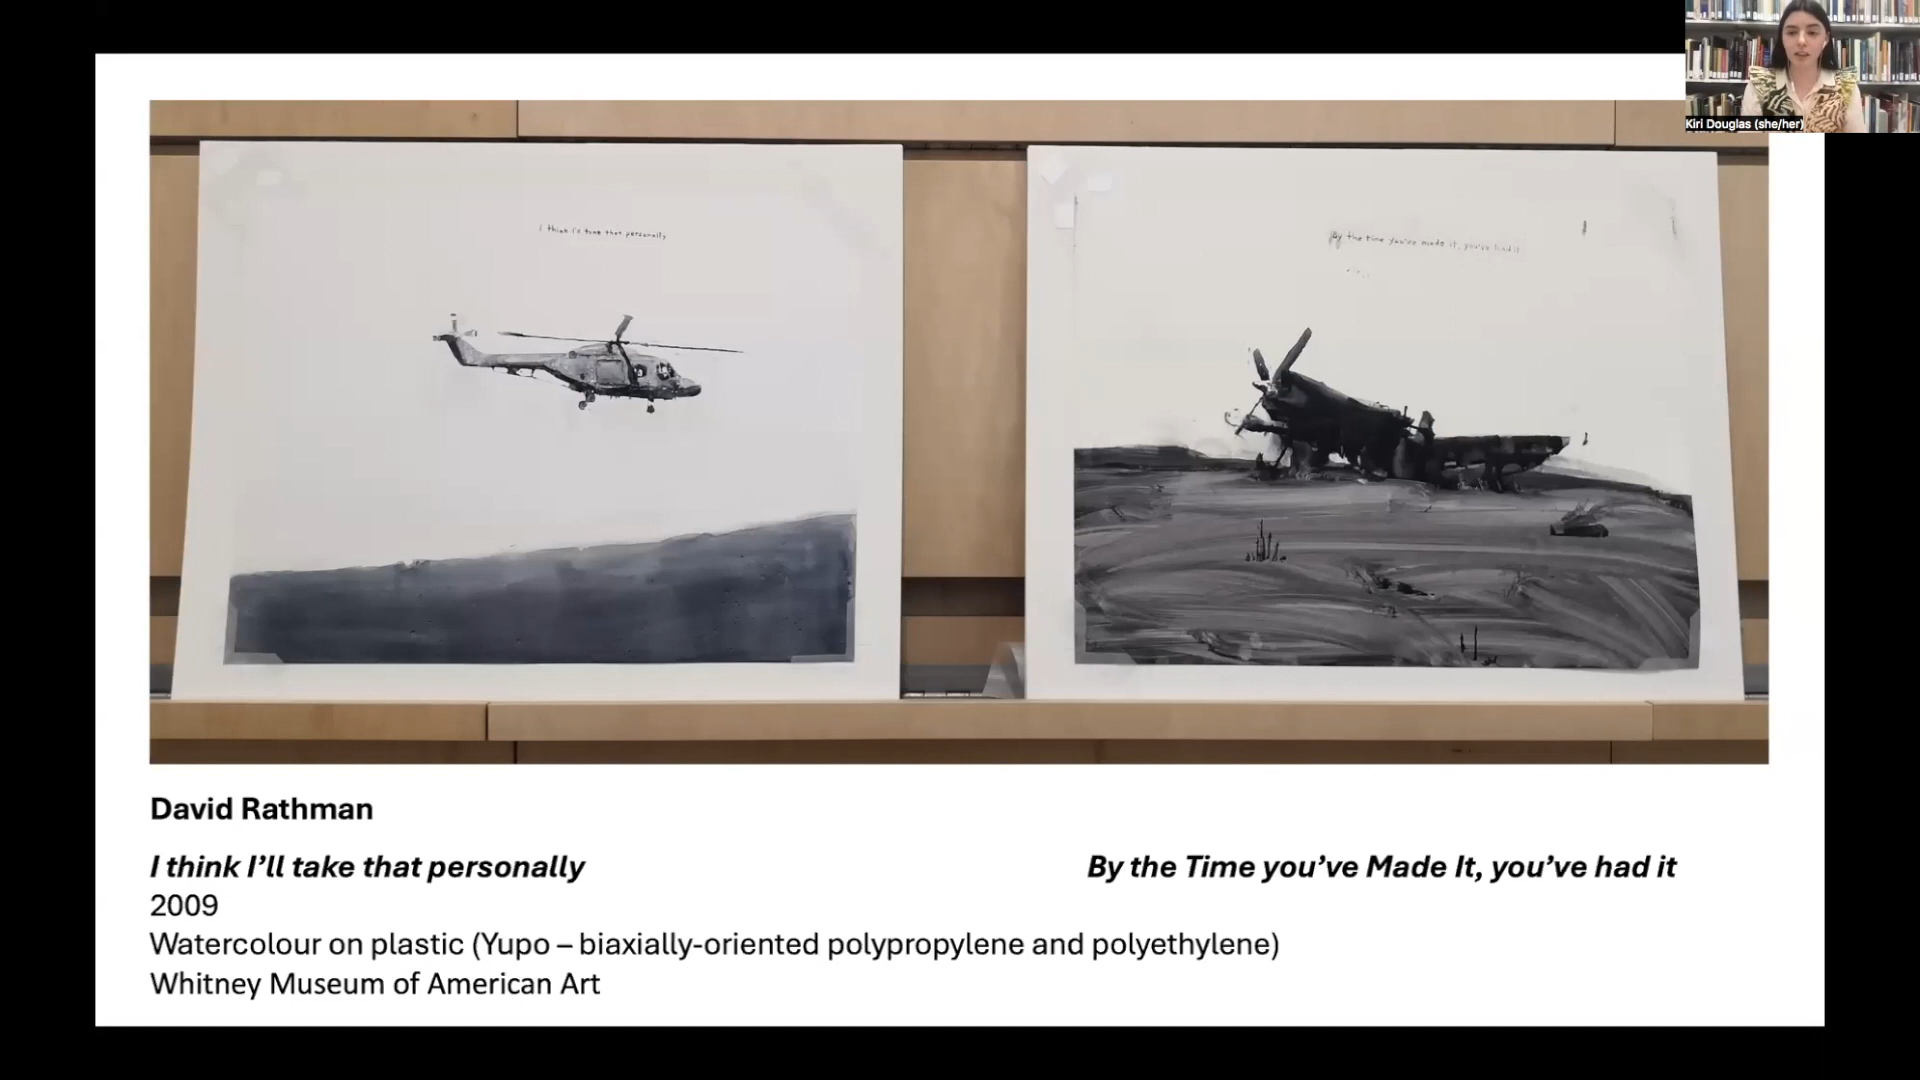 Kiri Douglas (she/her)
I think I'll take that personally
By the time you've made it, you've had it
David Rathman
I think I’ll take that personally
By the Time you’ve Made It, you’ve had it
2009
Watercolour on plastic (Yupo – biaxially-oriented polypropylene and polyethylene)
Whitney Museum of American Art